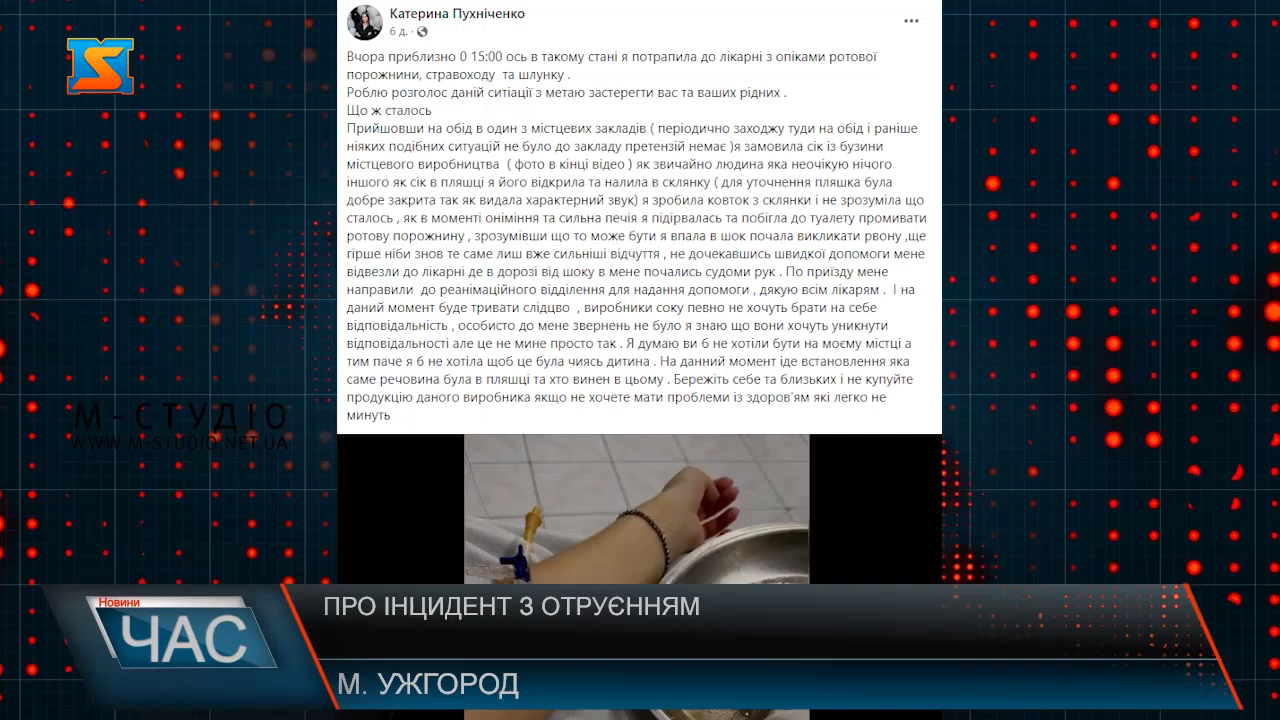 Катерина Пухніченко
6 д. ·
Вчора приблизно 0 15:00 ось в такому стані я потрапила до лікарні з опіками ротової
порожнини, стравоходу та шлунку .
Роблю розголос даній ситіації з метаю застерегти вас та ваших рідних .
Що ж сталось
Прийшовши на обід в один з містцевих закладів ( періодично заходжу туди на обід і раніше
ніяких подібних ситуацій не було до закладу претензій немає )я замовила сік із бузини
містцевого виробництва ( фото в кінці відео ) як звичайно людина яка неочікую нічого
іншого як сік в пляшці я його відкрила та налила в склянку ( для уточнення пляшка була
добре закрита так як видала характерний звук) я зробила ковток з склянки і не зрозуміла що
сталось , як в моменті оніміння та сильна печія я підірвалась та побігла до туалету промивати
ротову порожнину , зрозумівши що то може бути я впала в шок почала викликати рвону ,ще
гірше ніби знов те саме лиш вже сильніші відчуття , не дочекавшись швидкої допомоги мене
відвезли до лікарні де в дорозі від шоку в мене почались судоми рук . По приїзду мене
направили до реанімаційного відділення для надання допомоги , дякую всім лікарям . І на
даний момент буде тривати слідцво , виробники соку певно не хочуть брати на себе
відповідальність , особисто до мене звернень не було я знаю що вони хочуть уникнути
відповідальності але це не мине просто так . Я думаю ви б не хотіли бути на моєму містці а
тим паче я б не хотіла щоб це була чиясь дитина . На данний момент іде встановлення яка
саме речовина була в пляшці та хто винен в цьому . Бережіть себе та близьких і не купуйте
продукцію даного виробника якщо не хочете мати проблеми із здоров'ям які легко не
минуть
М-СТУДІО
WWW.M-STUDIO.NET.UA
Новини
ЧАС
ПРО ІНЦИДЕНТ З ОТРУЄННЯМ
М. УЖГОРОД